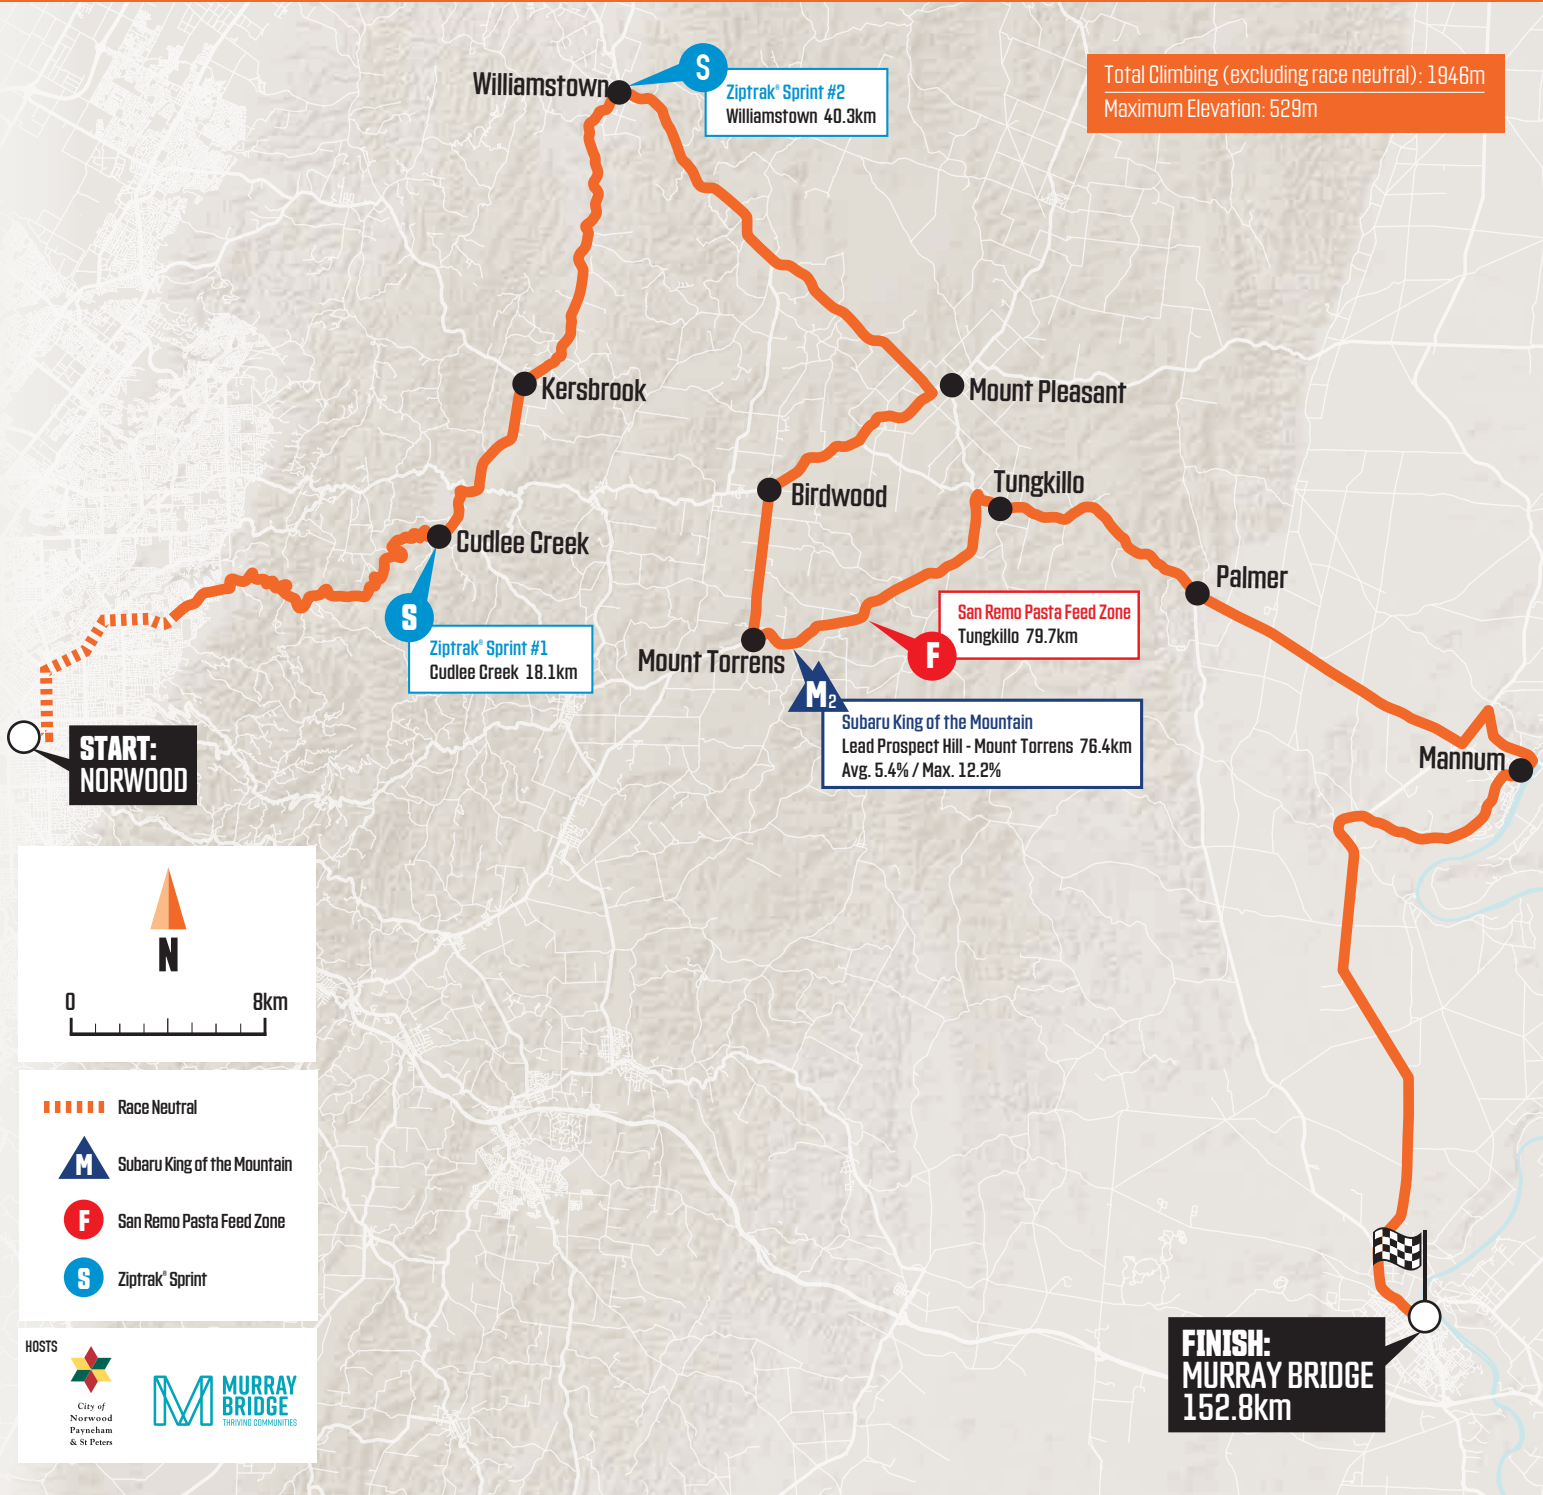 Total Climbing (excluding race neutral): 1946m
Maximum Elevation: 529m
Williamstown
S
Ziptrak® Sprint #2
Williamstown 40.3km
Kersbrook
Mount Pleasant
Birdwood
Tungkillo
Cudlee Creek
S
Ziptrak® Sprint #1
Cudlee Creek 18.1km
Palmer
San Remo Pasta Feed Zone
Tungkillo 79.7km
F
Mount Torrens
M2
Subaru King of the Mountain
Lead Prospect Hill - Mount Torrens 76.4km
Avg. 5.4% / Max. 12.2%
Mannum
START:
NORWOOD
N
0 8km
Race Neutral
M Subaru King of the Mountain
F San Remo Pasta Feed Zone
S Ziptrak® Sprint
HOSTS
City of
Norwood
Payneham
& St Peters
MURRAY
BRIDGE
THRIVING COMMUNITIES
FINISH:
MURRAY BRIDGE
152.8km